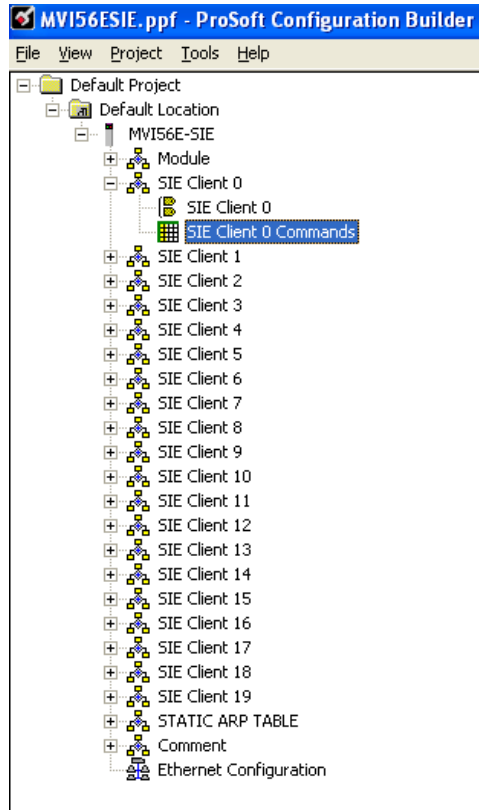 MVI56ESIE.ppf - ProSoft Configuration Builder
File View Project Tools Help
Default Project
Default Location
MVI56E-SIE
Module
SIE Client 0
SIE Client 0
SIE Client 0 Commands
SIE Client 1
SIE Client 2
SIE Client 3
SIE Client 4
SIE Client 5
SIE Client 6
SIE Client 7
SIE Client 8
SIE Client 9
SIE Client 10
SIE Client 11
SIE Client 12
SIE Client 13
SIE Client 14
SIE Client 15
SIE Client 16
SIE Client 17
SIE Client 18
SIE Client 19
STATIC ARP TABLE
Comment
Ethernet Configuration